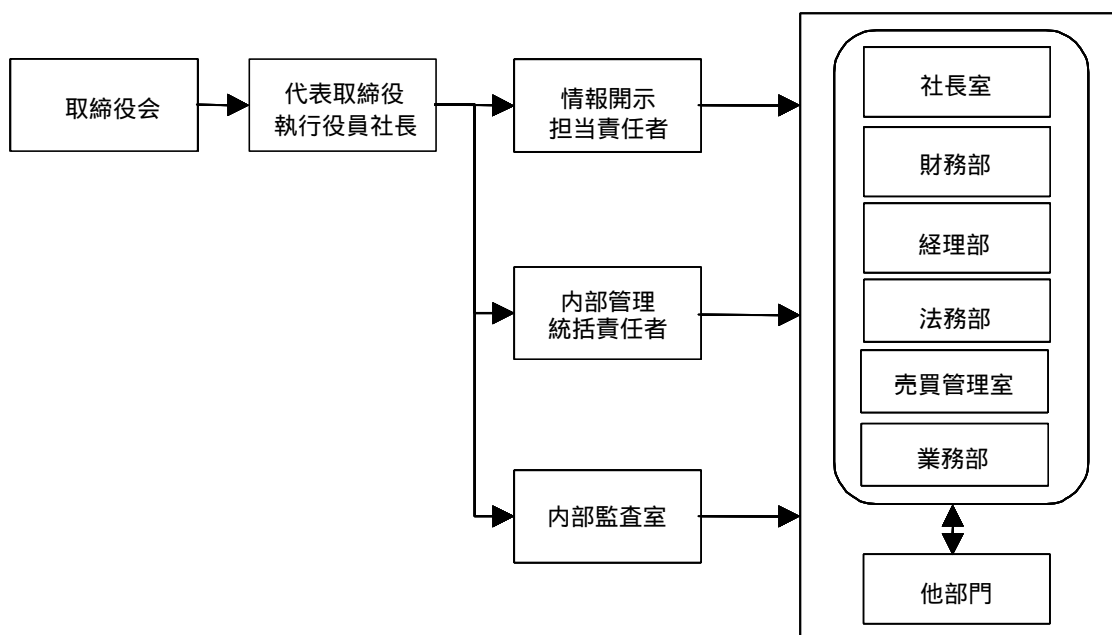 取締役会
代表取締役
執行役員社長
情報開示
担当責任者
内部管理
統括責任者
内部監査室
社長室
財務部
経理部
法務部
売買管理室
業務部
他部門